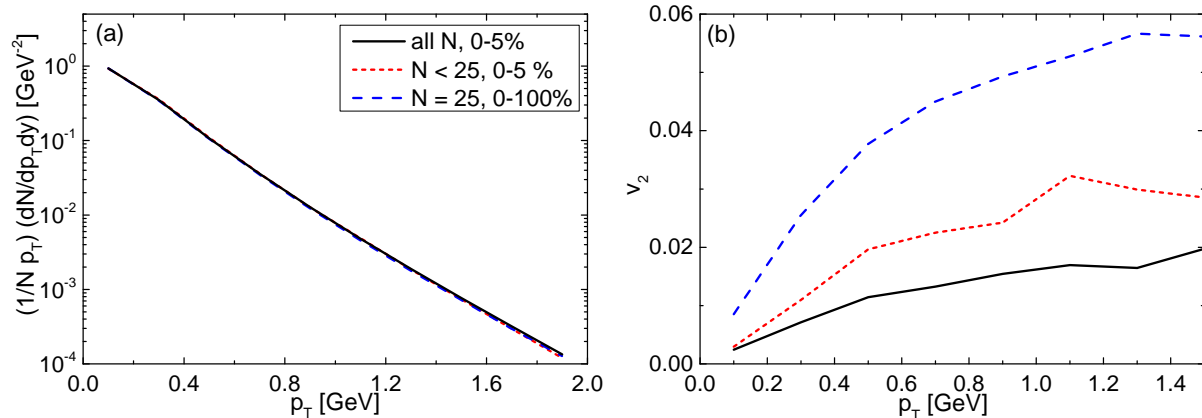 (a)
all N, 0-5%
N < 25, 0-5 %
N = 25, 0-100%
(1/N p_T) (dN/dp_Tdy) [GeV^-2]
10^0
10^-1
10^-2
10^-3
10^-4
0.0 0.4 0.8 1.2 1.6 2.0
p_T [GeV]
(b)
v_2
0.06
0.04
0.02
0.00
0.0 0.2 0.4 0.6 0.8 1.0 1.2 1.4
p_T [GeV]